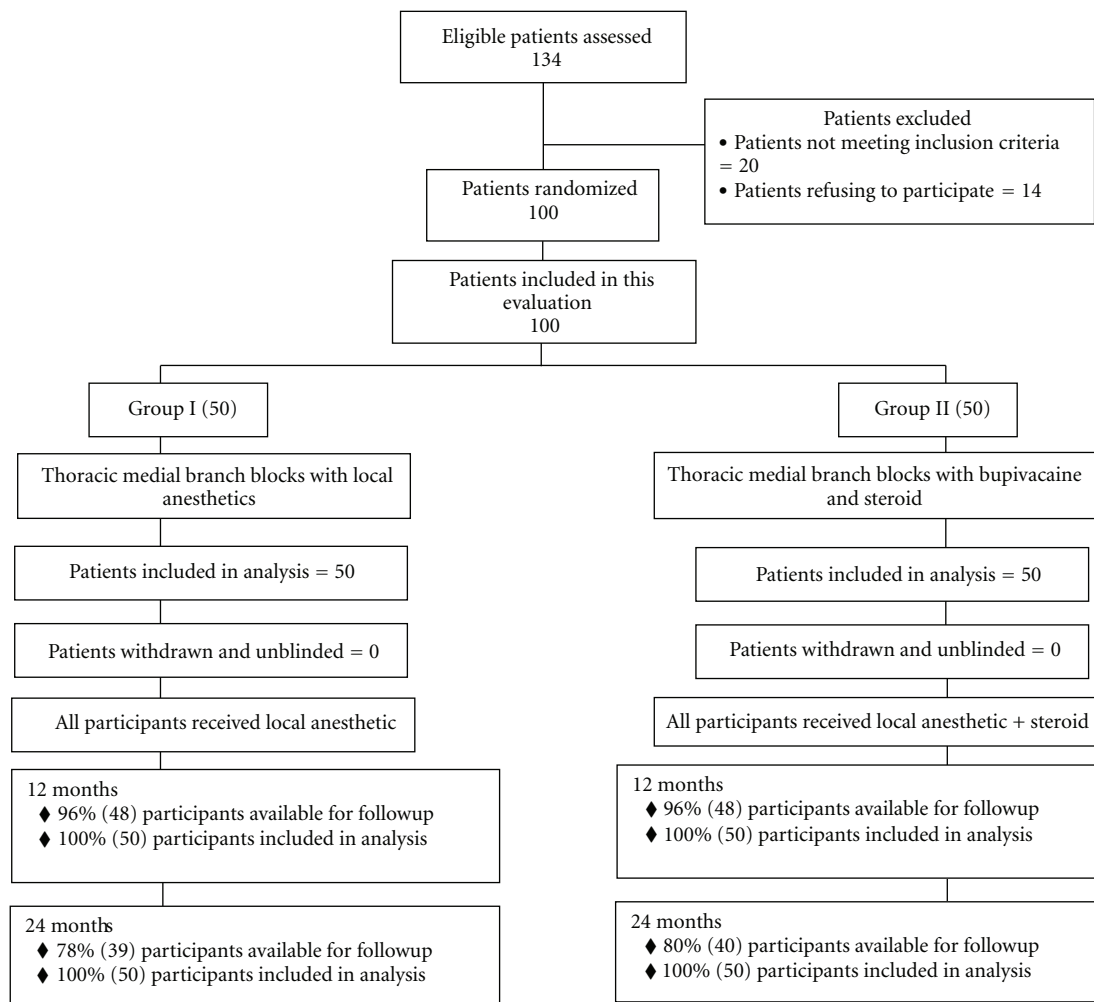 Eligible patients assessed
134
Patients excluded
• Patients not meeting inclusion criteria
= 20
• Patients refusing to participate = 14
Patients randomized
100
Patients included in this
evaluation
100
Group I (50)
Group II (50)
Thoracic medial branch blocks with local
anesthetics
Thoracic medial branch blocks with bupivacaine
and steroid
Patients included in analysis = 50
Patients included in analysis = 50
Patients withdrawn and unblinded = 0
Patients withdrawn and unblinded = 0
All participants received local anesthetic
All participants received local anesthetic + steroid
12 months
♦ 96% (48) participants available for followup
♦ 100% (50) participants included in analysis
12 months
♦ 96% (48) participants available for followup
♦ 100% (50) participants included in analysis
24 months
♦ 78% (39) participants available for followup
♦ 100% (50) participants included in analysis
24 months
♦ 80% (40) participants available for followup
♦ 100% (50) participants included in analysis